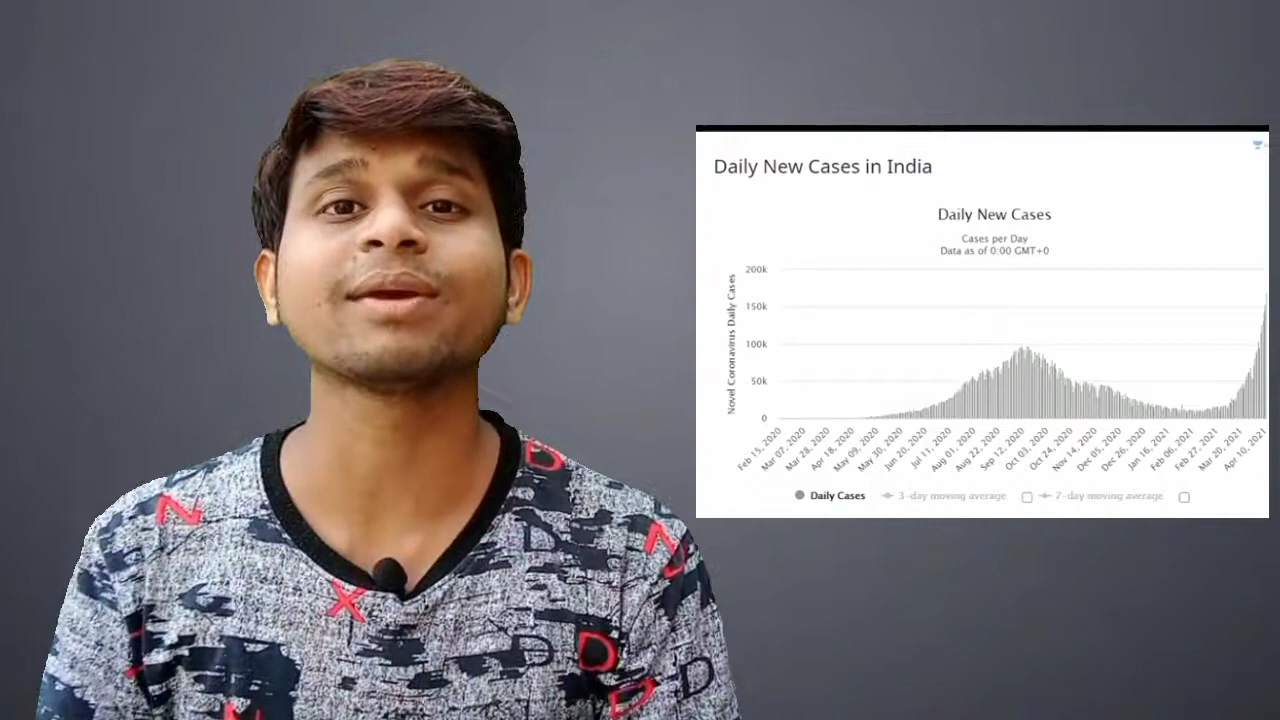 N
D
N
D
X
D
D
D
D
D
N
Daily New Cases in India
Daily New Cases
Cases per Day
Data as of 0:00 GMT+0
Novel Coronavirus Daily Cases
200k
150k
100k
50k
0
Feb 15, 2020
Mar 07, 2020
Mar 28, 2020
Apr 18, 2020
May 09, 2020
May 30, 2020
Jun 20, 2020
Jul 11, 2020
Aug 01, 2020
Aug 22, 2020
Sep 12, 2020
Oct 03, 2020
Oct 24, 2020
Nov 14, 2020
Dec 05, 2020
Dec 26, 2020
Jan 16, 2021
Feb 06, 2021
Feb 27, 2021
Mar 20, 2021
Apr 10, 2021
Daily Cases
3-day moving average
7-day moving average